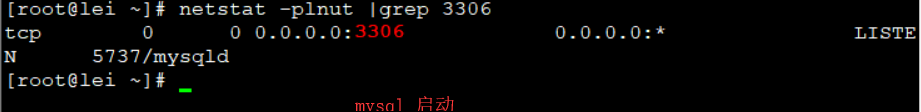 [root@lei ~]# netstat -plnut |grep 3306
tcp        0      0 0.0.0.0:3306            0.0.0.0:*               LISTE
N      5737/mysqld
[root@lei ~]#
mysql 启动